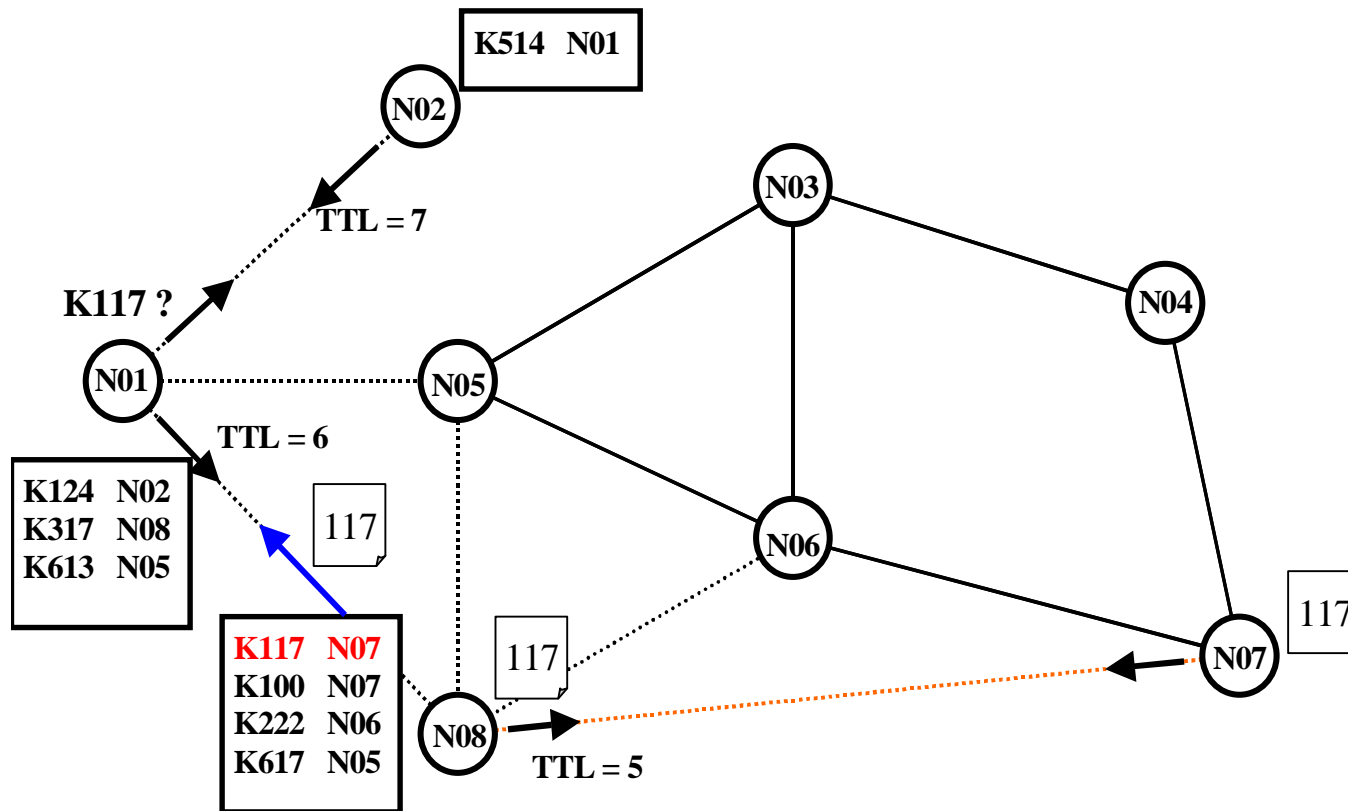 K514 N01
N02
N03
TTL = 7
K117 ?
N04
N01
N05
TTL = 6
K124 N02
K317 N08
K613 N05
117
N06
117
K117 N07
K100 N07
K222 N06
K617 N05
117
N07
N08
TTL = 5